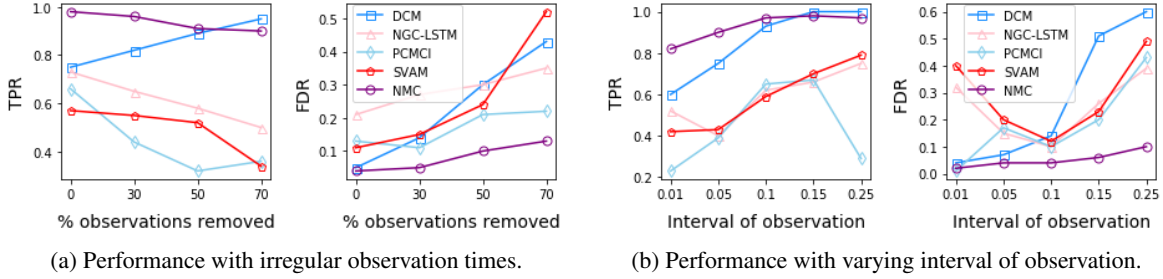 1.0
0.8
0.6
0.4
TPR
0 30 50 70
% observations removed
0.5
0.4
0.3
0.2
0.1
FDR
DCM
NGC-LSTM
PCMCI
SVAM
NMC
0 30 50 70
% observations removed
(a) Performance with irregular observation times.
1.0
0.8
0.6
0.4
0.2
TPR
0.01 0.05 0.1 0.15 0.25
Interval of observation
0.6
0.5
0.4
0.3
0.2
0.1
0.0
FDR
DCM
NGC-LSTM
PCMCI
SVAM
NMC
0.01 0.05 0.1 0.15 0.25
Interval of observation
(b) Performance with varying interval of observation.